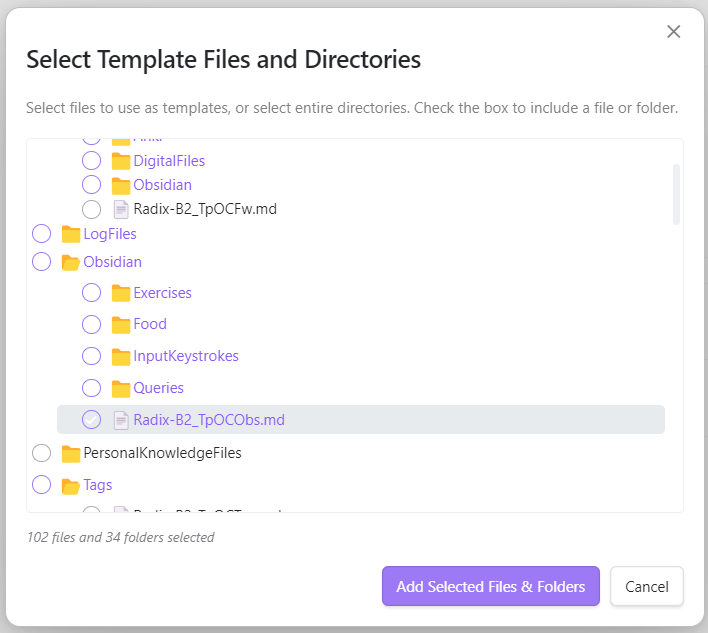 Select Template Files and Directories
Select files to use as templates, or select entire directories. Check the box to include a file or folder.
Anki
DigitalFiles
Obsidian
Radix-B2_TpOCFw.md
LogFiles
Obsidian
Exercises
Food
InputKeystrokes
Queries
Radix-B2_TpOCObs.md
PersonalKnowledgeFiles
Tags
102 files and 34 folders selected
Add Selected Files & Folders
Cancel